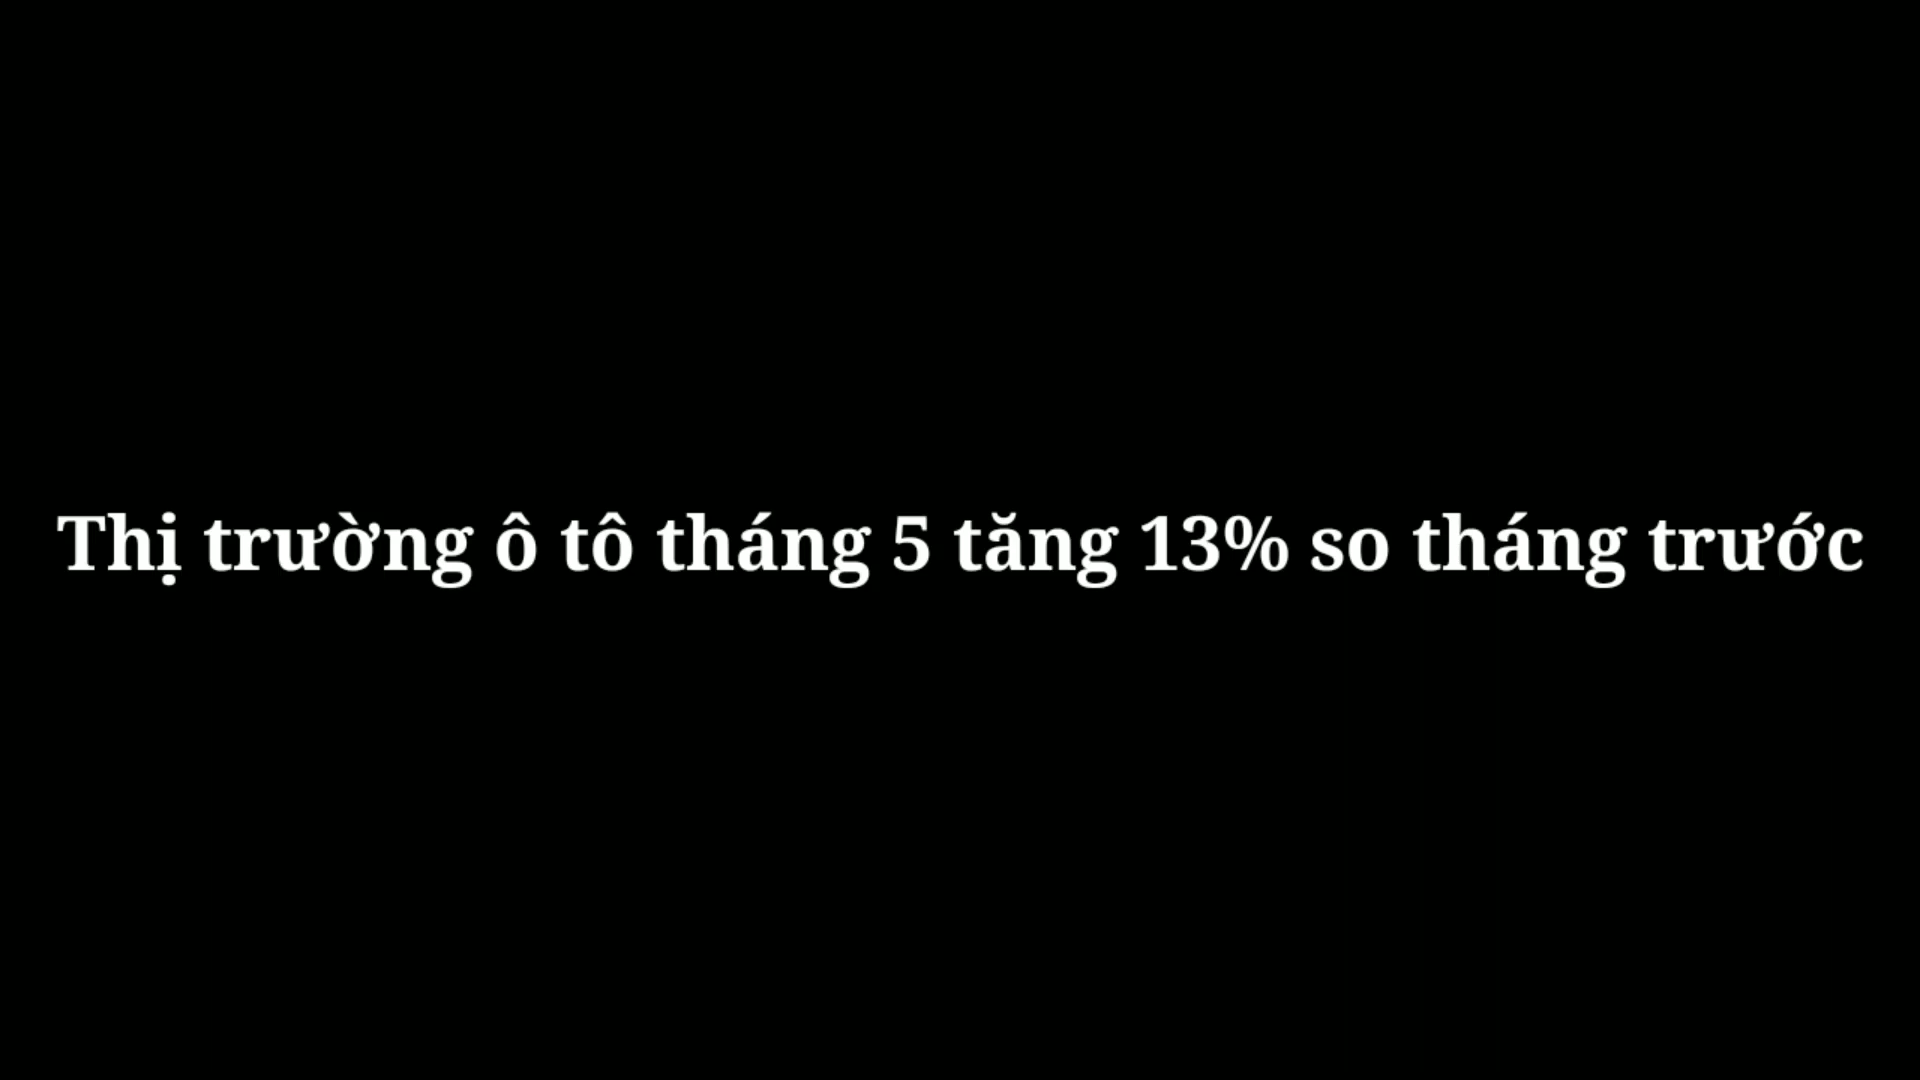 Thị trường ô tô tháng 5 tăng 13% so tháng trước